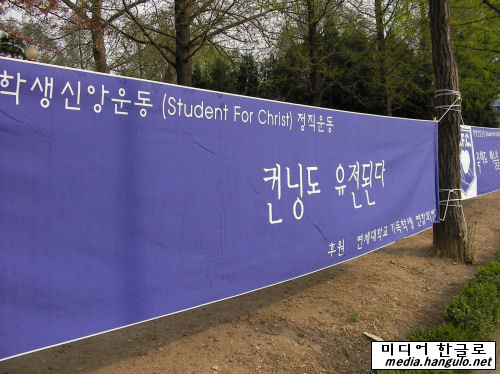 학생신앙운동 (Student For Christ) 정직운동
컨닝도 유전된다
후원 연세대학교 기독학생 연합회
미디어 한글로
media.hangulo.net